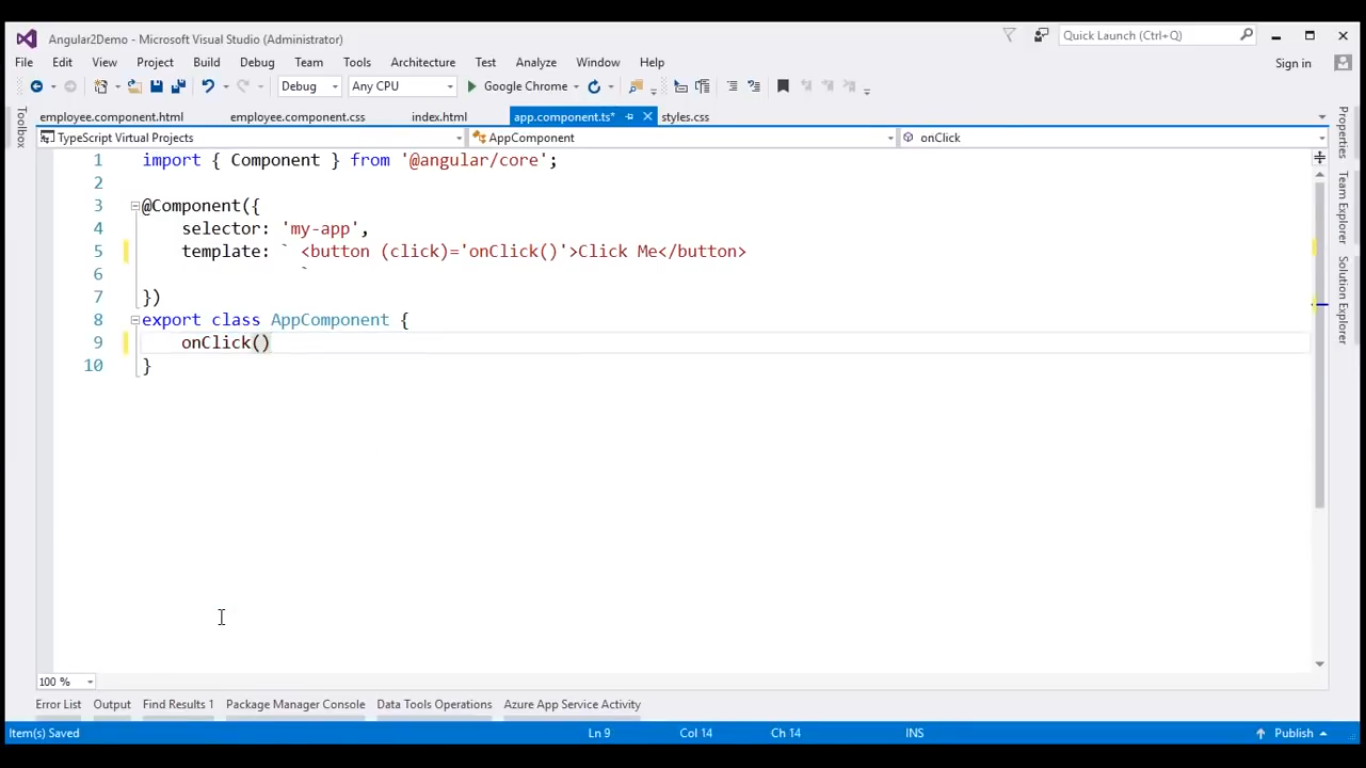 Angular2Demo - Microsoft Visual Studio (Administrator)
Quick Launch (Ctrl+Q)
File Edit View Project Build Debug Team Tools Architecture Test Analyze Window Help
Sign in
Debug Any CPU Google Chrome
Toolbox
employee.component.html employee.component.css index.html app.component.ts* styles.css
TypeScript Virtual Projects AppComponent onClick
1 import { Component } from '@angular/core';
2
3 @Component({
4 selector: 'my-app',
5 template: ` <button (click)='onClick()'>Click Me</button>
6 `
7 })
8 export class AppComponent {
9 onClick()
10 }
Properties
Team Explorer
Solution Explorer
100 %
Error List Output Find Results 1 Package Manager Console Data Tools Operations Azure App Service Activity
Item(s) Saved Ln 9 Col 14 Ch 14 INS Publish